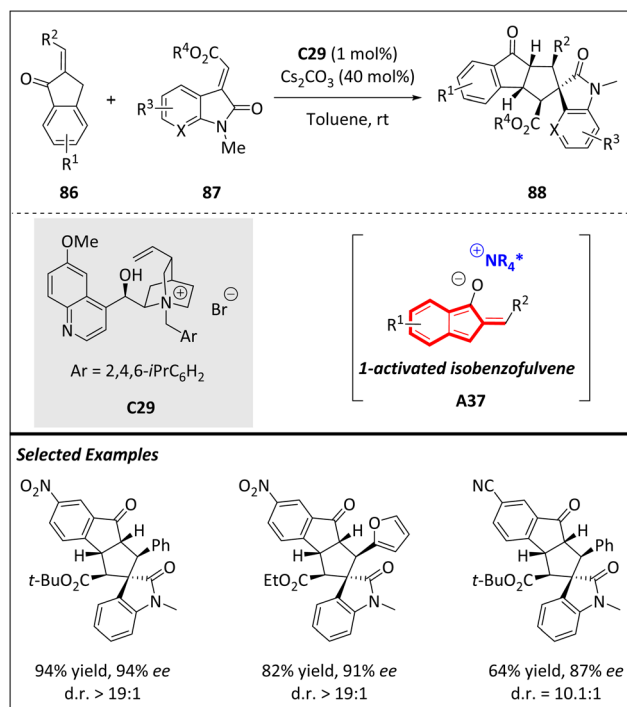 R²
O
R¹
86
+
R⁴O₂C
R³
X
N
O
Me
87
C29 (1 mol%)
Cs₂CO₃ (40 mol%)
Toluene, rt
O
H
R²
O
N
R¹
H
R⁴O₂C
X
R³
88
OMe
OH
N
N
⊕
Br ⊖
Ar
Ar = 2,4,6-iPrC₆H₂
C29
⊕
NR₄*
⊖
O
R²
R¹
1-activated isobenzofulvene
A37
Selected Examples
O₂N
O
H
Ph
H
O
t-BuO₂C
N
94% yield, 94% ee
d.r. > 19:1
O₂N
O
H
O
H
O
EtO₂C
N
82% yield, 91% ee
d.r. > 19:1
NC
O
H
Ph
H
O
t-BuO₂C
N
64% yield, 87% ee
d.r. = 10.1:1